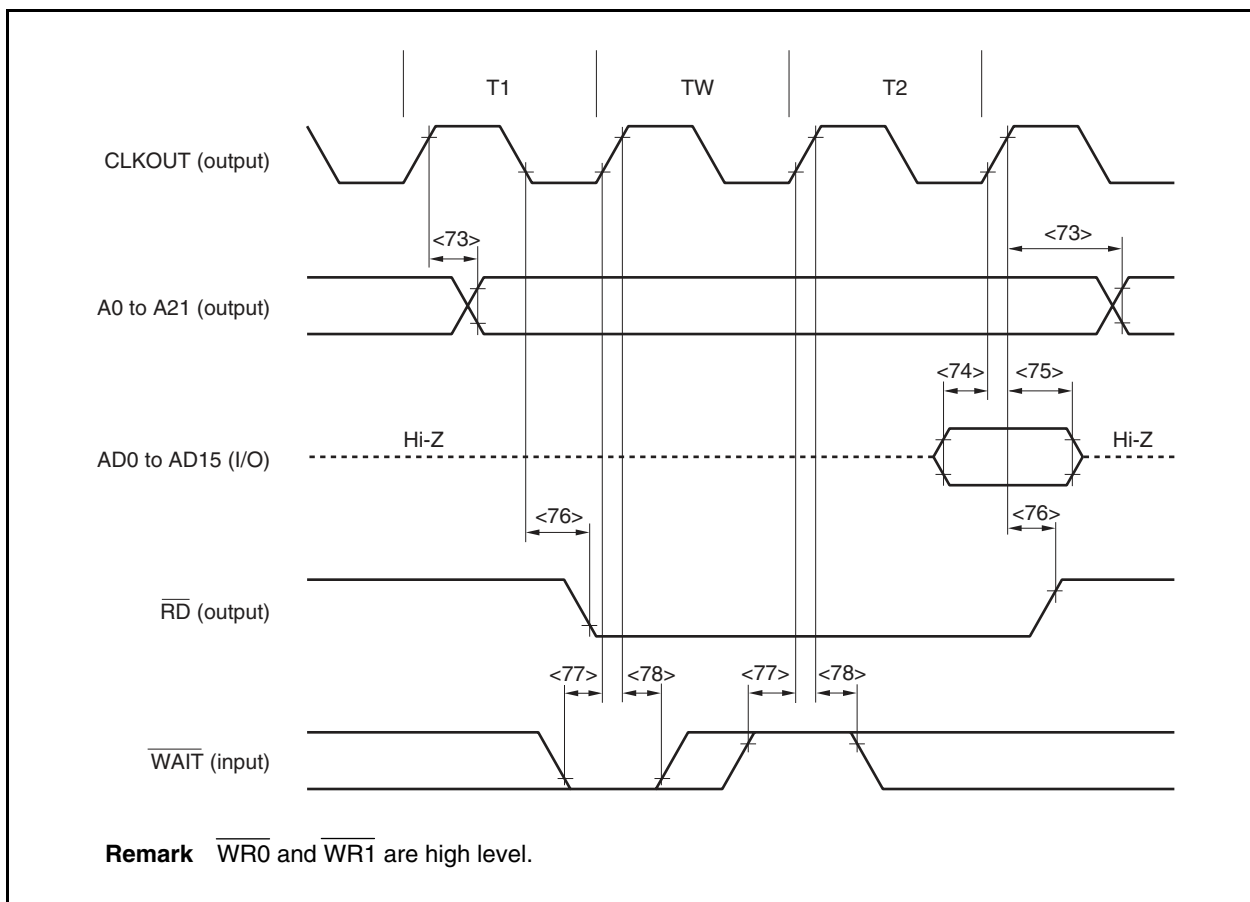 T1 TW T2
CLKOUT (output)
<73> <73>
A0 to A21 (output)
<74> <75>
Hi-Z Hi-Z
AD0 to AD15 (I/O)
<76> <76>
RD (output)
<77> <78> <77> <78>
WAIT (input)
Remark WR0 and WR1 are high level.